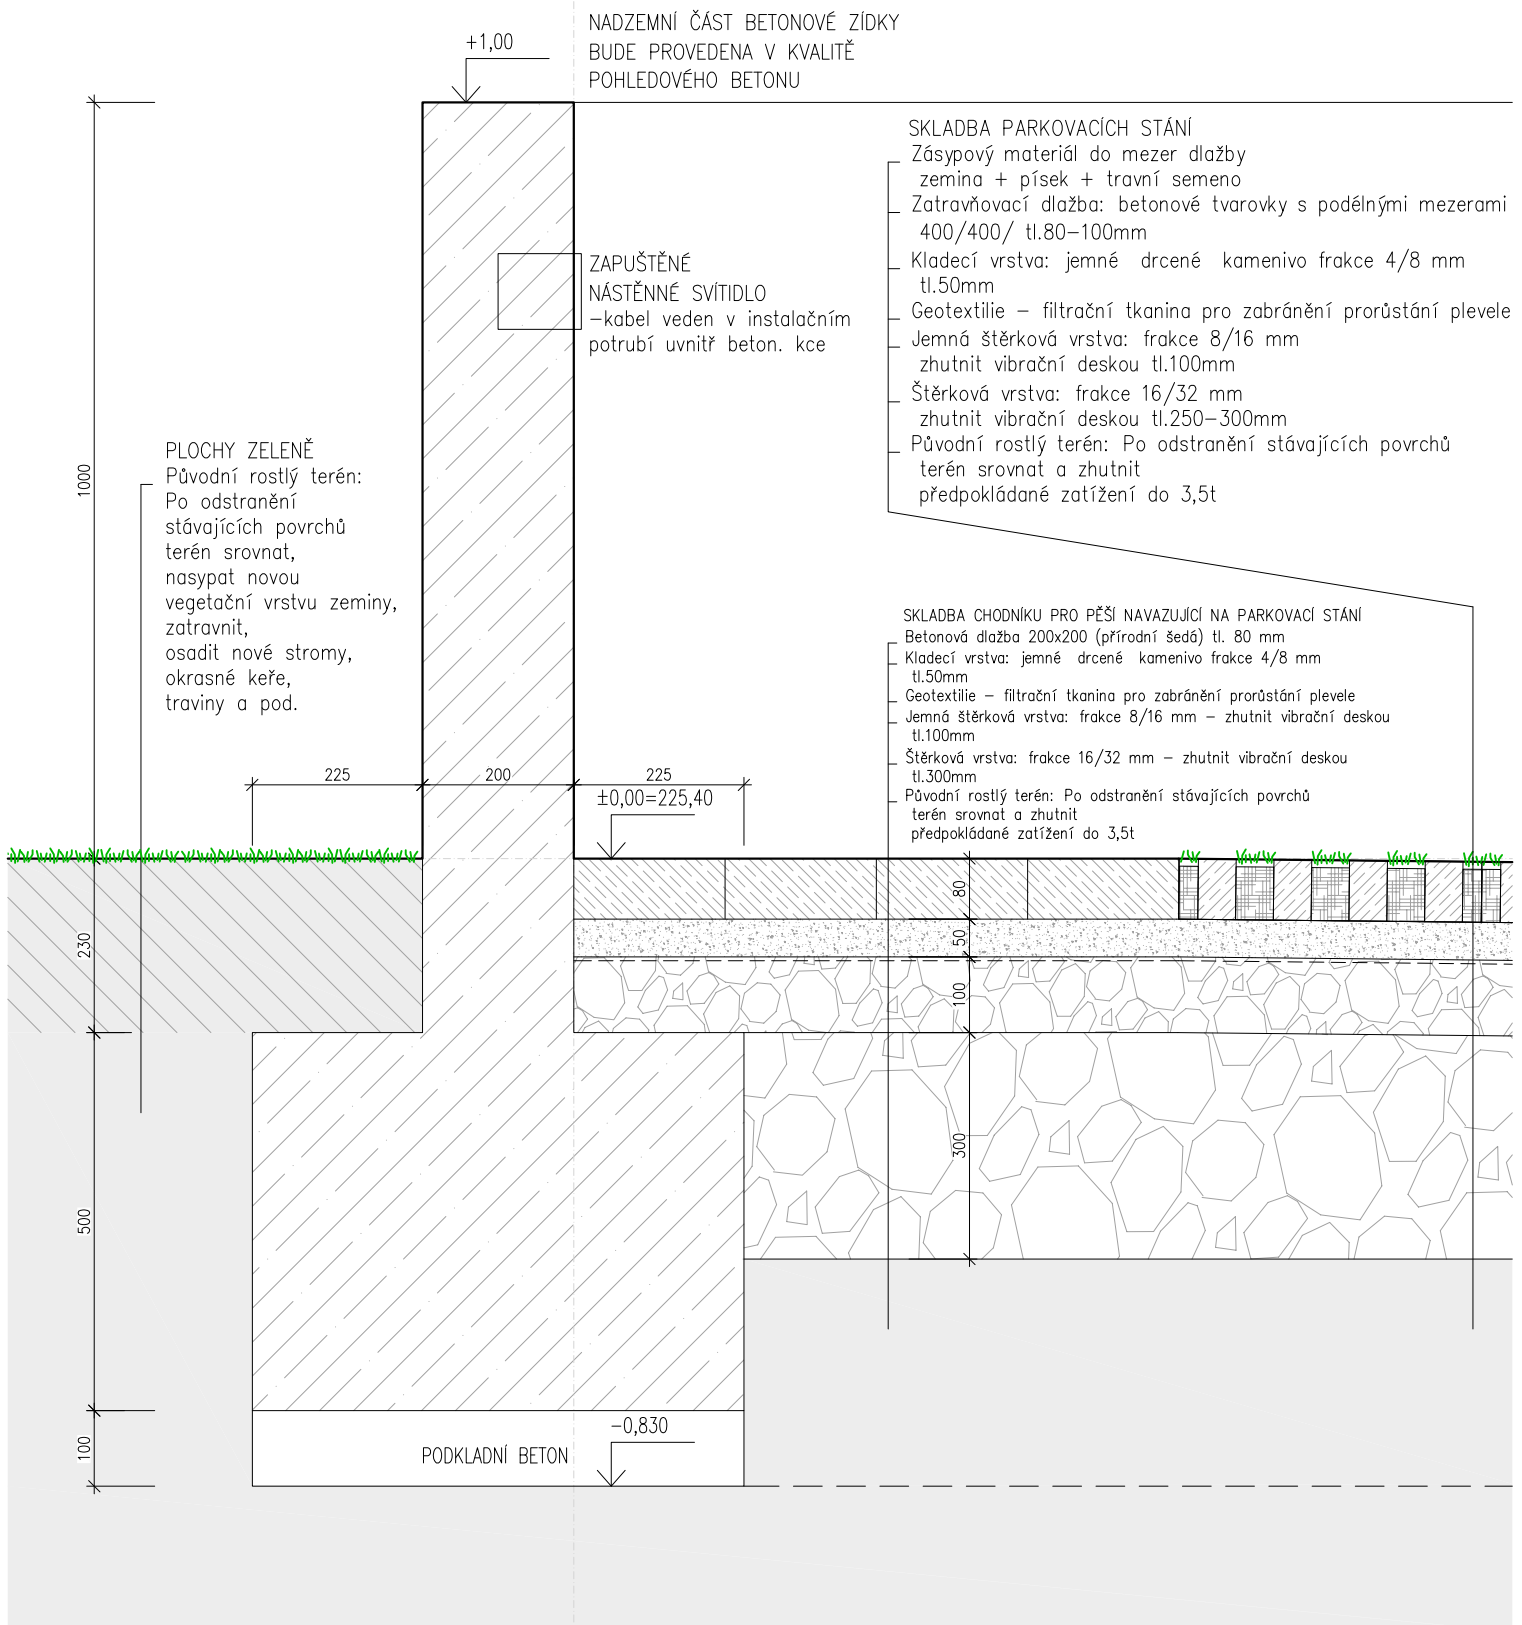 NADZEMNÍ ČÁST BETONOVÉ ZÍDKY
BUDE PROVEDENA V KVALITĚ
POHLEDOVÉHO BETONU
+1,00
SKLADBA PARKOVACÍCH STÁNÍ
Zásypový materiál do mezer dlažby
zemina + písek + travní semeno
Zatravňovací dlažba: betonové tvarovky s podélnými mezerami
400/400/ tl.80-100mm
Kladecí vrstva: jemné drcené kamenivo frakce 4/8 mm
tl.50mm
Geotextilie – filtrační tkanina pro zabránění prorůstání plevele
Jemná štěrková vrstva: frakce 8/16 mm
zhutnit vibrační deskou tl.100mm
Štěrková vrstva: frakce 16/32 mm
zhutnit vibrační deskou tl.250-300mm
Původní rostlý terén: Po odstranění stávajících povrchů
terén srovnat a zhutnit
předpokládané zatížení do 3,5t
ZAPUŠTĚNÉ
NÁSTĚNNÉ SVÍTIDLO
-kabel veden v instalačním
potrubí uvnitř beton. kce
PLOCHY ZELENĚ
Původní rostlý terén:
Po odstranění
stávajících povrchů
terén srovnat,
nasypat novou
vegetační vrstvu zeminy,
zatravnit,
osadit nové stromy,
okrasné keře,
traviny a pod.
1000
SKLADBA CHODNÍKU PRO PĚŠÍ NAVAZUJÍCÍ NA PARKOVACÍ STÁNÍ
Betonová dlažba 200x200 (přírodní šedá) tl. 80 mm
Kladecí vrstva: jemné drcené kamenivo frakce 4/8 mm
tl.50mm
Geotextilie – filtrační tkanina pro zabránění prorůstání plevele
Jemná štěrková vrstva: frakce 8/16 mm – zhutnit vibrační deskou
tl.100mm
Štěrková vrstva: frakce 16/32 mm – zhutnit vibrační deskou
tl.300mm
Původní rostlý terén: Po odstranění stávajících povrchů
terén srovnat a zhutnit
předpokládané zatížení do 3,5t
225
200
225
±0,00=225,40
80
50
100
300
230
500
100
-0,830
PODKLADNÍ BETON